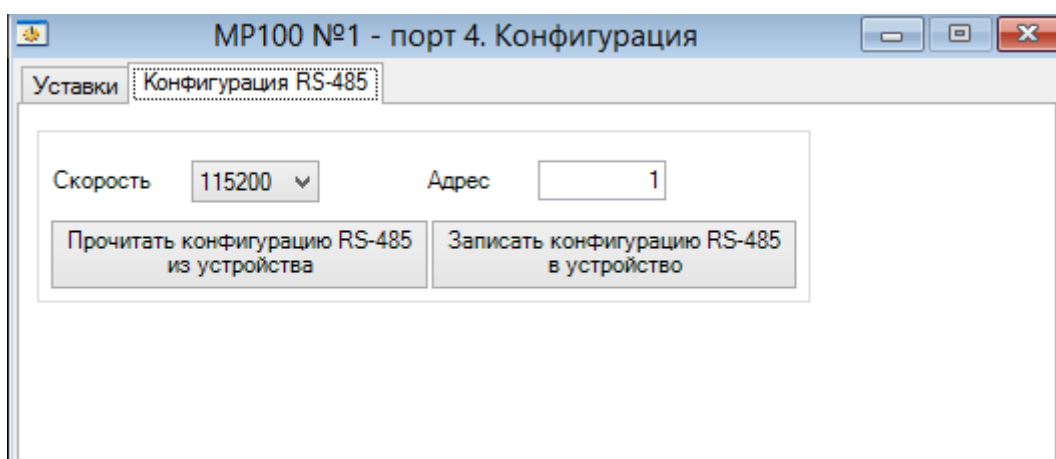 МР100 №1 - порт 4. Конфигурация
Уставки Конфигурация RS-485
Скорость 115200 Адрес 1
Прочитать конфигурацию RS-485 Записать конфигурацию RS-485
из устройства в устройство